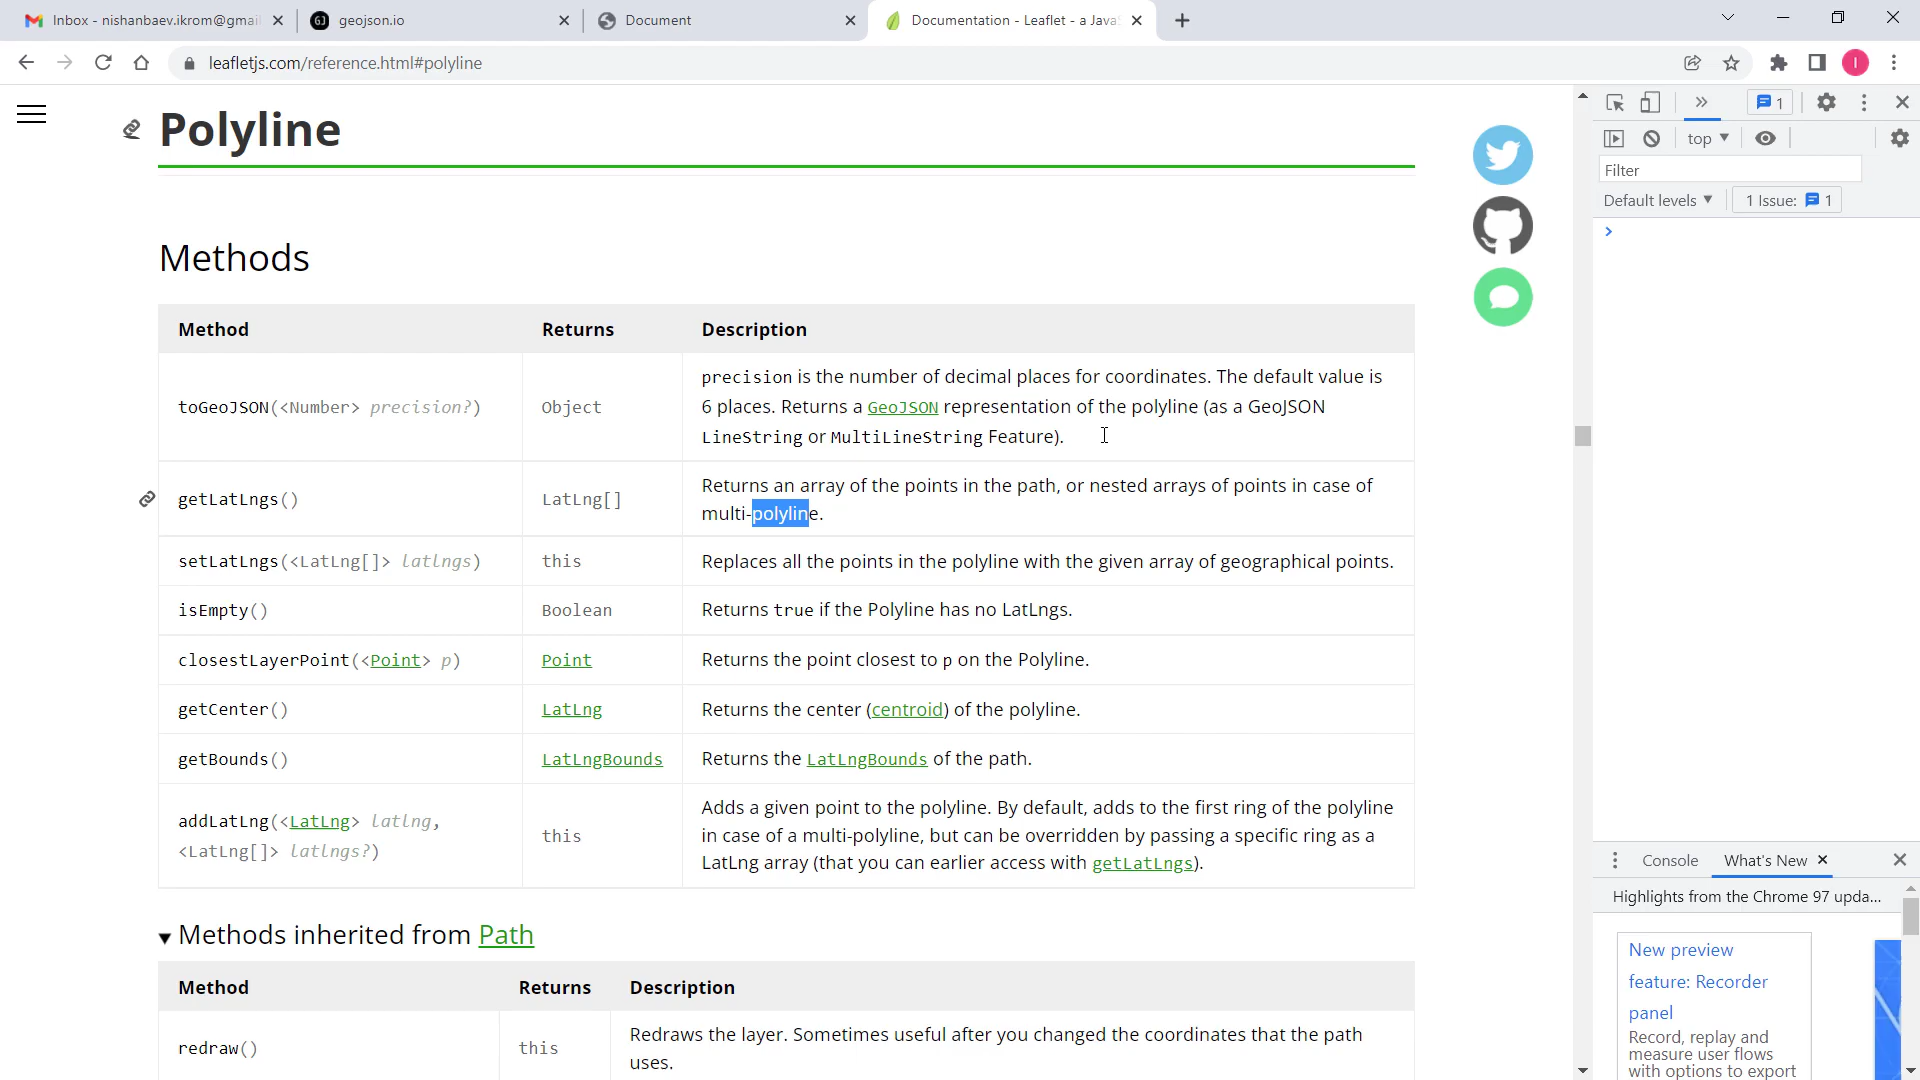 Inbox - nishanbaev.ikrom@gmai
geojson.io
Document
Documentation - Leaflet - a Java
leafletjs.com/reference.html#polyline
Polyline
Methods
Method Returns Description
toGeoJSON(<Number> precision?) Object precision is the number of decimal places for coordinates. The default value is
6 places. Returns a GeoJSON representation of the polyline (as a GeoJSON
LineString or MultiLineString Feature).
getLatLngs() LatLng[] Returns an array of the points in the path, or nested arrays of points in case of
multi-polyline.
setLatLngs(<LatLng[]> latlngs) this Replaces all the points in the polyline with the given array of geographical points.
isEmpty() Boolean Returns true if the Polyline has no LatLngs.
closestLayerPoint(<Point> p) Point Returns the point closest to p on the Polyline.
getCenter() LatLng Returns the center (centroid) of the polyline.
getBounds() LatLngBounds Returns the LatLngBounds of the path.
addLatLng(<LatLng> latlng,
<LatLng[]> latlngs?)
this
Adds a given point to the polyline. By default, adds to the first ring of the polyline
in case of a multi-polyline, but can be overridden by passing a specific ring as a
LatLng array (that you can earlier access with getLatLngs).
Methods inherited from Path
Method Returns Description
redraw() this Redraws the layer. Sometimes useful after you changed the coordinates that the path
uses.
I
1
top
Filter
Default levels
1 Issue: 1
Console
What's New
Highlights from the Chrome 97 upda...
New preview
feature: Recorder
panel
Record, replay and
measure user flows
with options to export